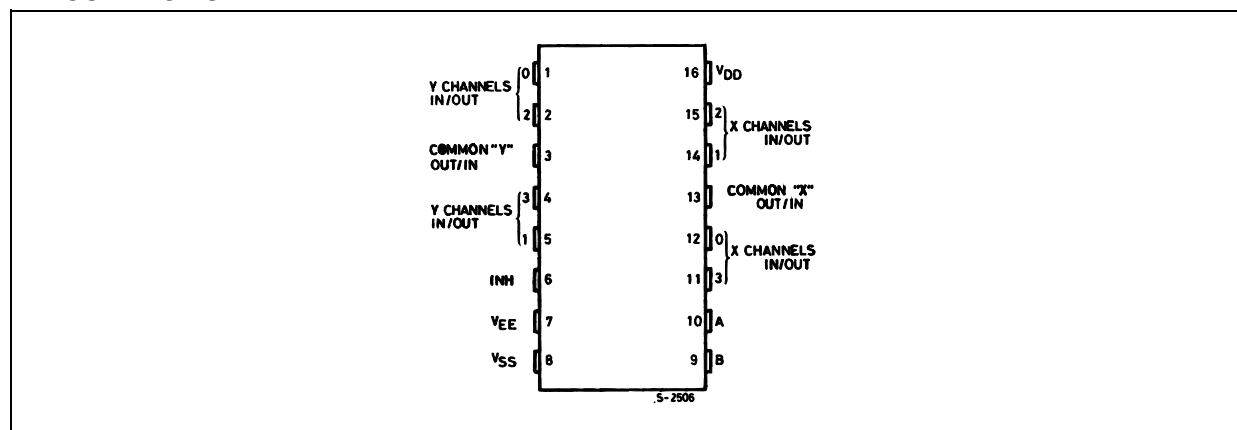 0 1 16 VDD
Y CHANNELS
IN/OUT
2 2 15 2
X CHANNELS
IN/OUT
COMMON "Y"
OUT/IN
3 14 1
3 4 13 COMMON "X"
OUT/IN
Y CHANNELS
IN/OUT
1 5 12 0
X CHANNELS
IN/OUT
INH 6 11 3
VEE 7 10 A
VSS 8 9 B
S-2506